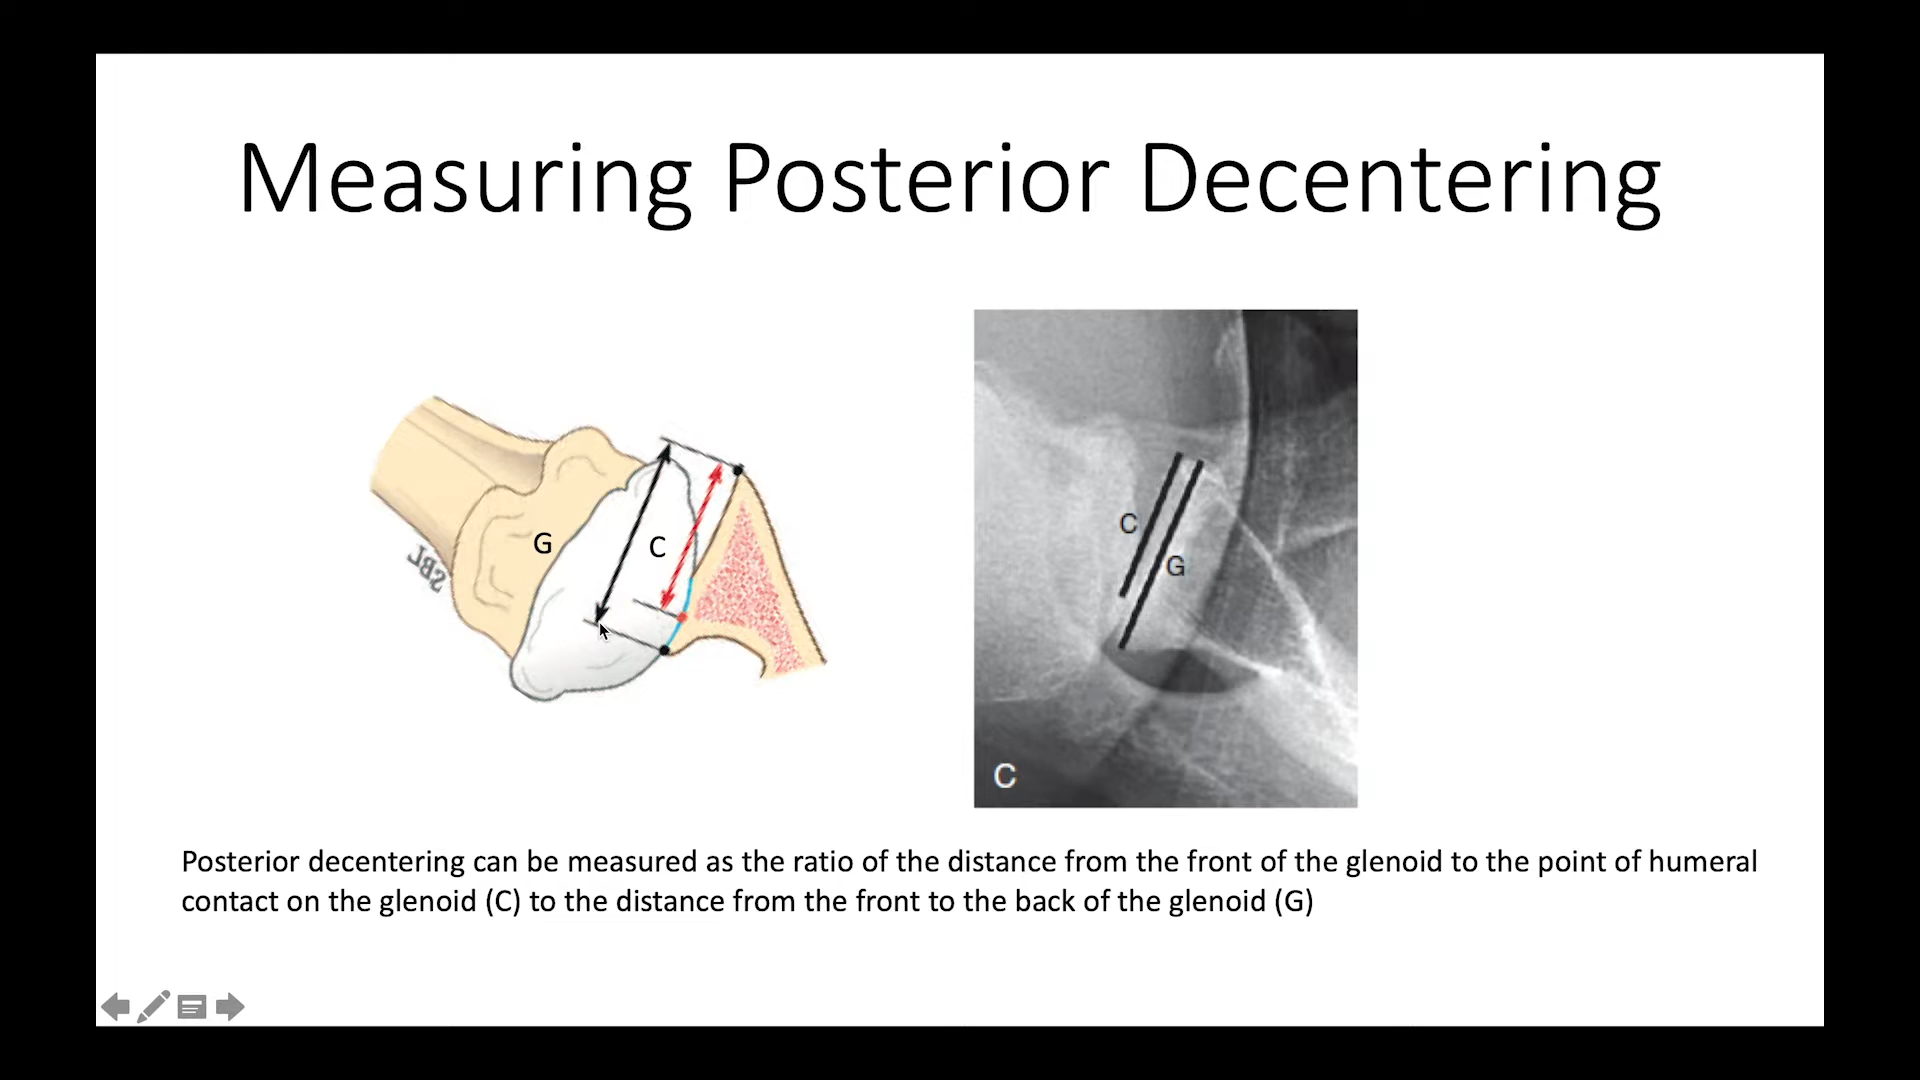 Measuring Posterior Decentering
G
C
JBS
C
G
C
Posterior decentering can be measured as the ratio of the distance from the front of the glenoid to the point of humeral
contact on the glenoid (C) to the distance from the front to the back of the glenoid (G)